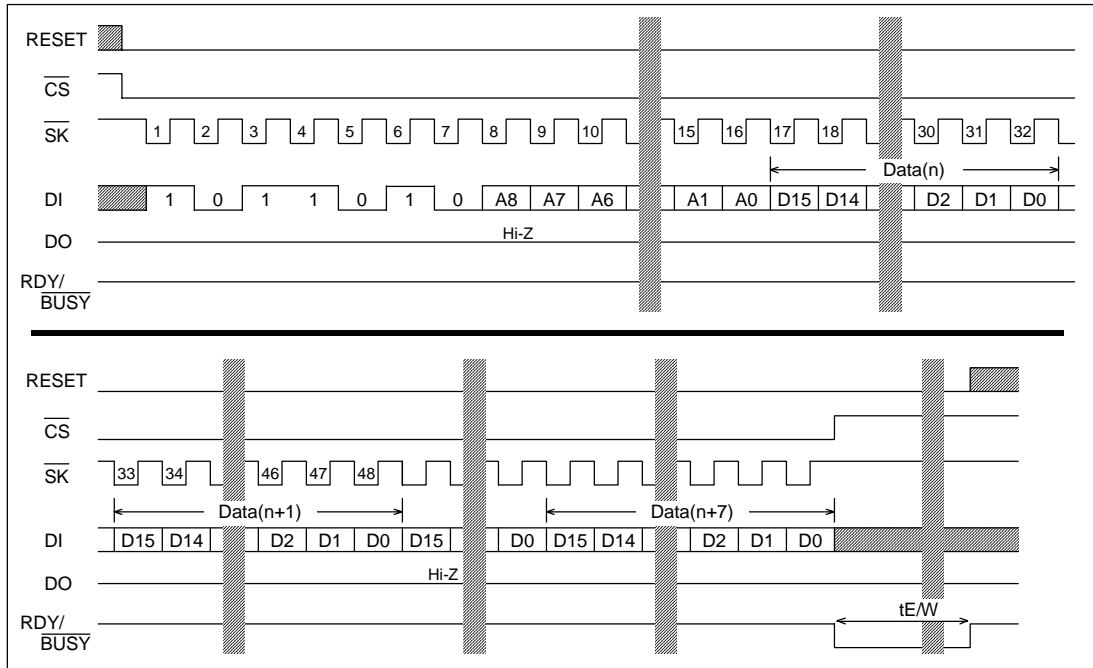 RESET
CS
SK 1 2 3 4 5 6 7 8 9 10 15 16 17 18 30 31 32
Data(n)
DI 1 0 1 1 0 1 0 A8 A7 A6 A1 A0 D15 D14 D2 D1 D0
DO Hi-Z
RDY/
BUSY
RESET
CS
SK 33 34 46 47 48
Data(n+1) Data(n+7)
DI D15 D14 D2 D1 D0 D15 D0 D15 D14 D2 D1 D0
DO Hi-Z
RDY/ tE/W
BUSY